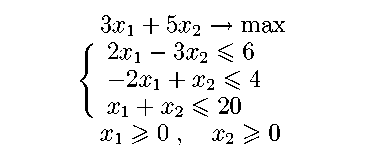 3x₁ + 5x₂ → max
2x₁ − 3x₂ ⩽ 6
−2x₁ + x₂ ⩽ 4
x₁ + x₂ ⩽ 20
x₁ ⩾ 0 , x₂ ⩾ 0